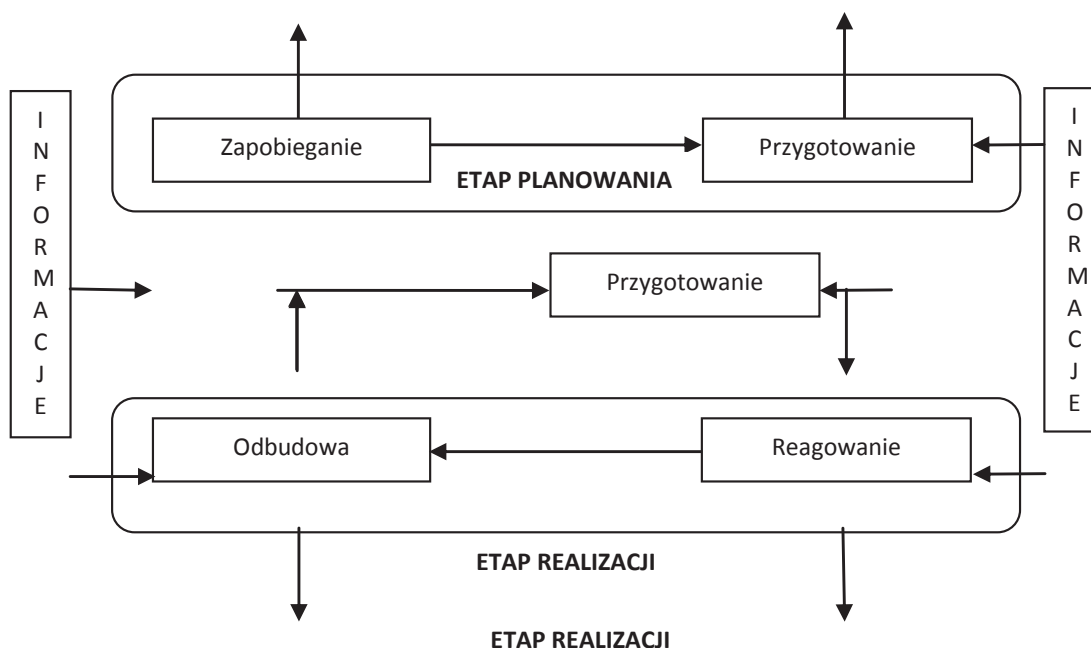 INFORMACJE
Zapobieganie
Przygotowanie
ETAP PLANOWANIA
INFORMACJE
Przygotowanie
Odbudowa
Reagowanie
ETAP REALIZACJI
ETAP REALIZACJI